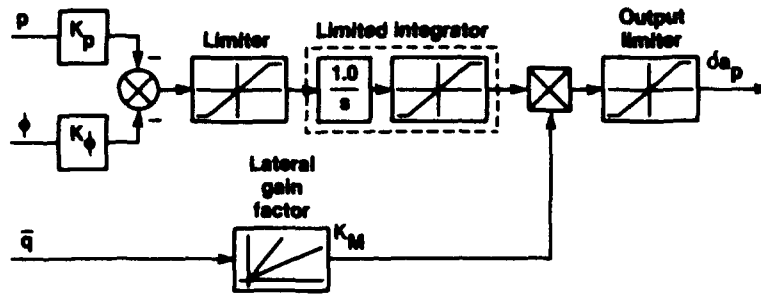 p
K_p
−
Limiter
Limited integrator
1.0
s
Output
limiter
δa_p
−
ϕ
K_ϕ
Lateral
gain
factor
q̄
K_M